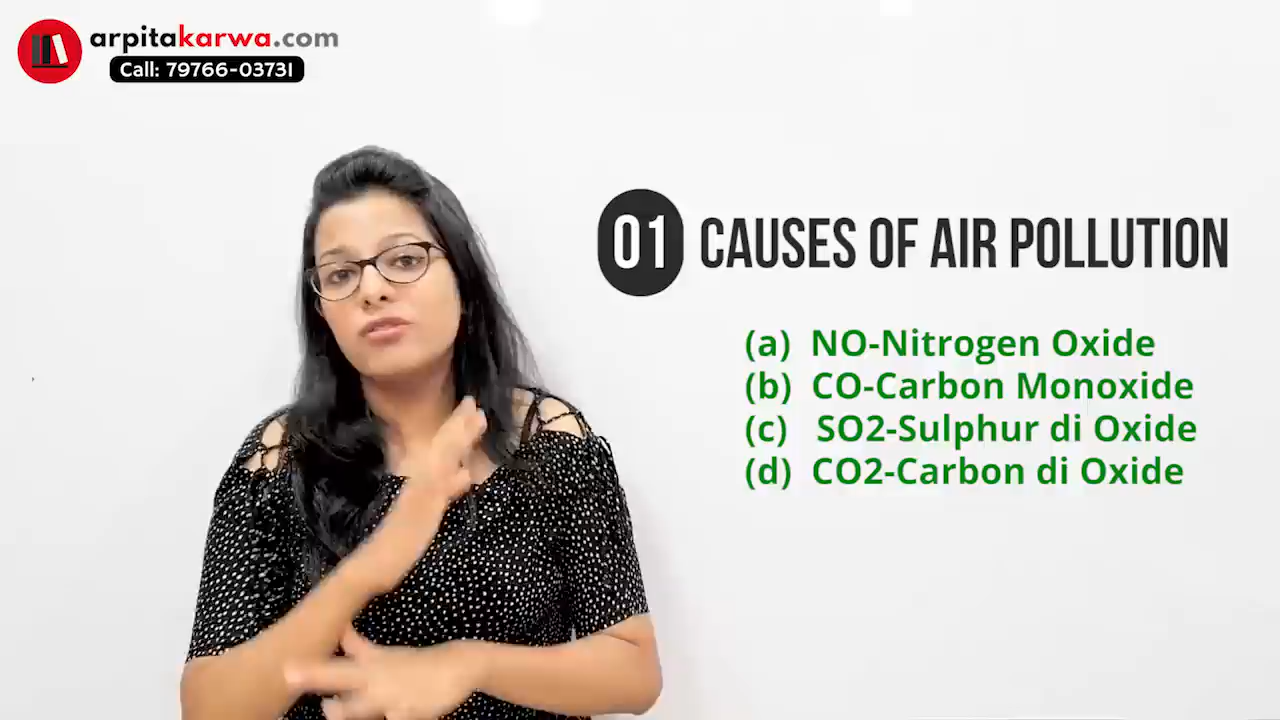 arpitakarwa.com
Call: 79766-03731
01 CAUSES OF AIR POLLUTION
(a) NO-Nitrogen Oxide
(b) CO-Carbon Monoxide
(c) SO2-Sulphur di Oxide
(d) CO2-Carbon di Oxide